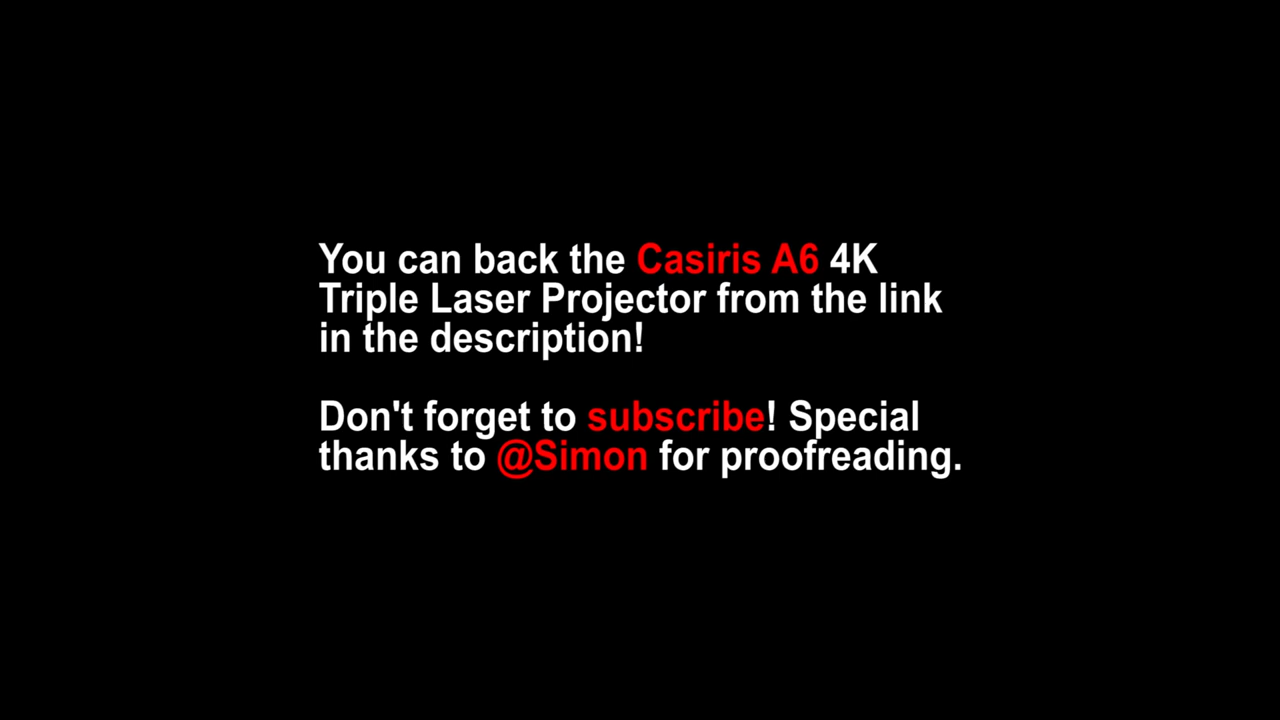 You can back the Casiris A6 4K
Triple Laser Projector from the link
in the description!
Don't forget to subscribe! Special
thanks to @Simon for proofreading.